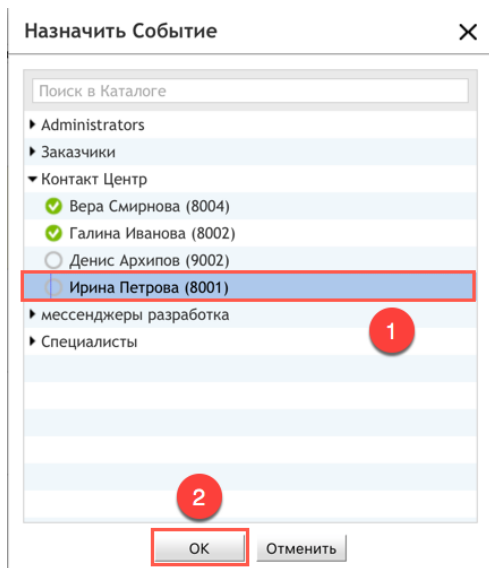 Назначить Событие
Поиск в Каталоге
Administrators
Заказчики
Контакт Центр
Вера Смирнова (8004)
Галина Иванова (8002)
Денис Архипов (9002)
Ирина Петрова (8001)
мессенджеры разработка
1
Специалисты
2
OK Отменить